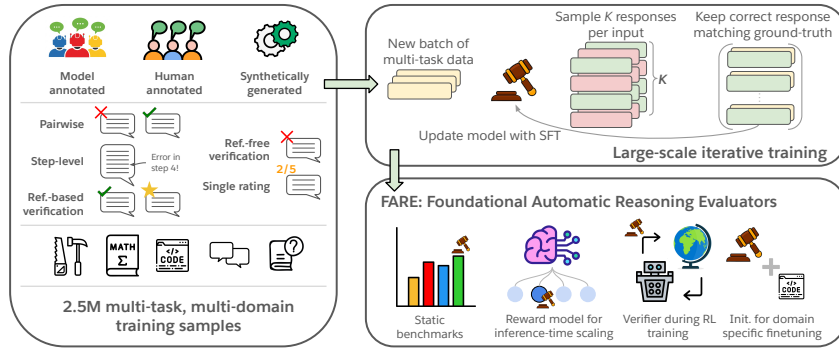 Model
annotated
Human
annotated
Synthetically
generated
Pairwise
Step-level
Error in
step 4!
Ref.-based
verification
Ref.-free
verification
2/5
Single rating
MATH
Σ
</>
CODE
?
2.5M multi-task, multi-domain
training samples
New batch of
multi-task data
Sample K responses
per input
K
Keep correct response
matching ground-truth
Update model with SFT
Large-scale iterative training
FARE: Foundational Automatic Reasoning Evaluators
Static
benchmarks
Reward model for
inference-time scaling
Verifier during RL
training
</>
CODE
Init. for domain
specific finetuning